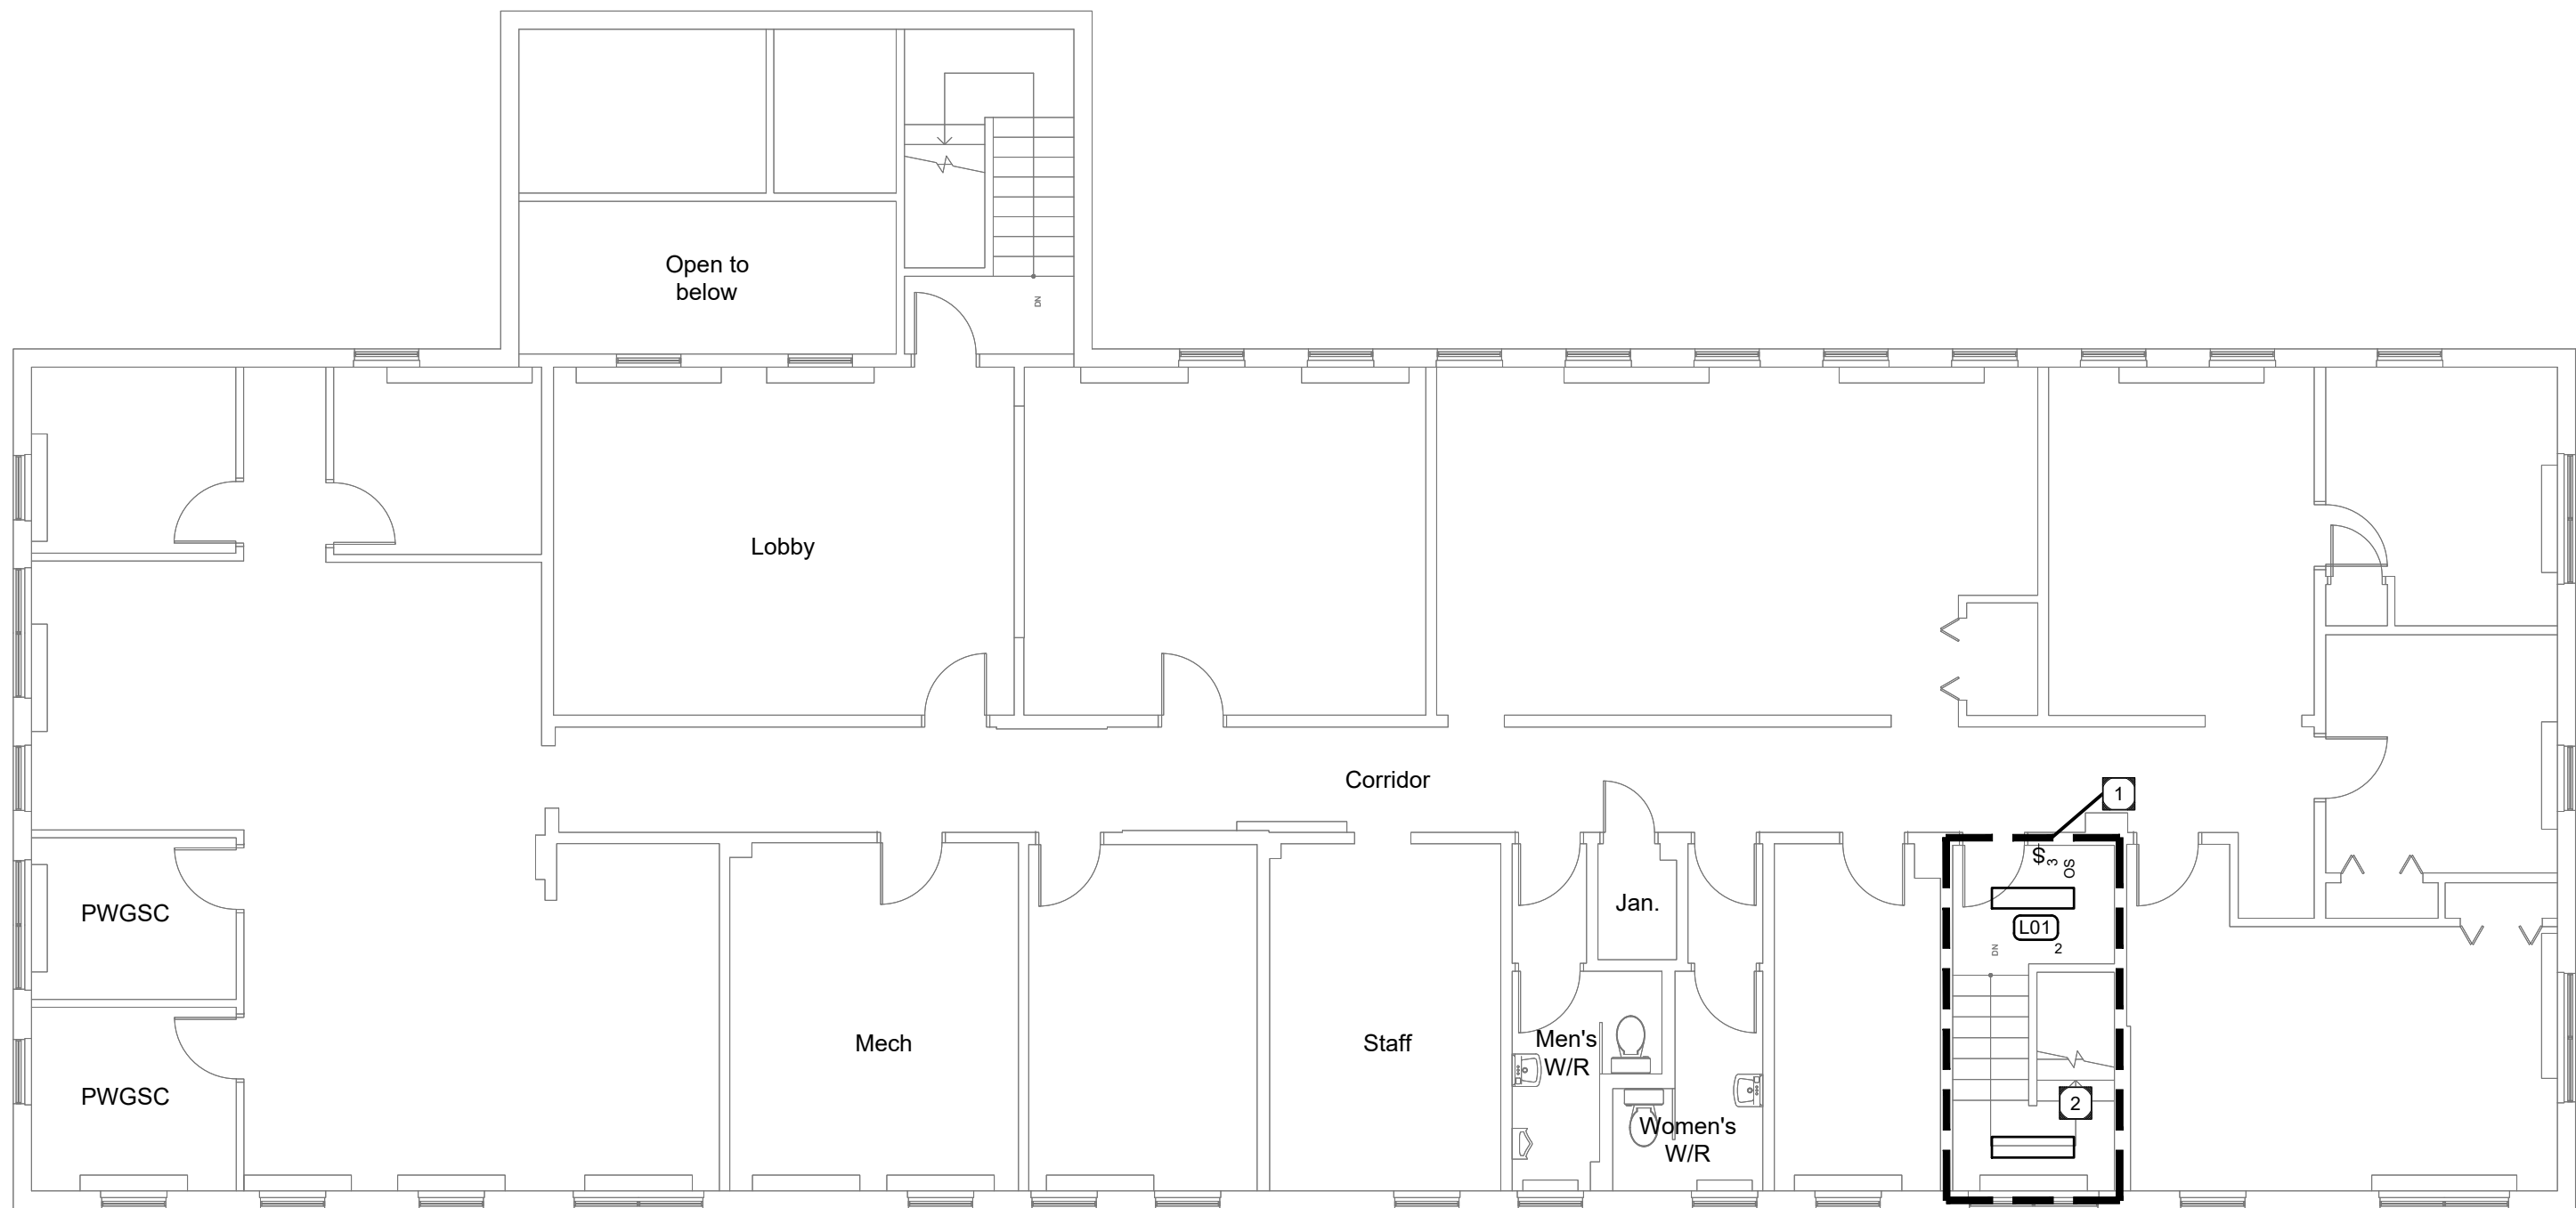 Open to
below
DN
Lobby
Corridor
1
$
3
OS
PWGSC
Jan.
L01
2
DN
Mech
Staff
Men's
W/R
PWGSC
2
Women's
W/R